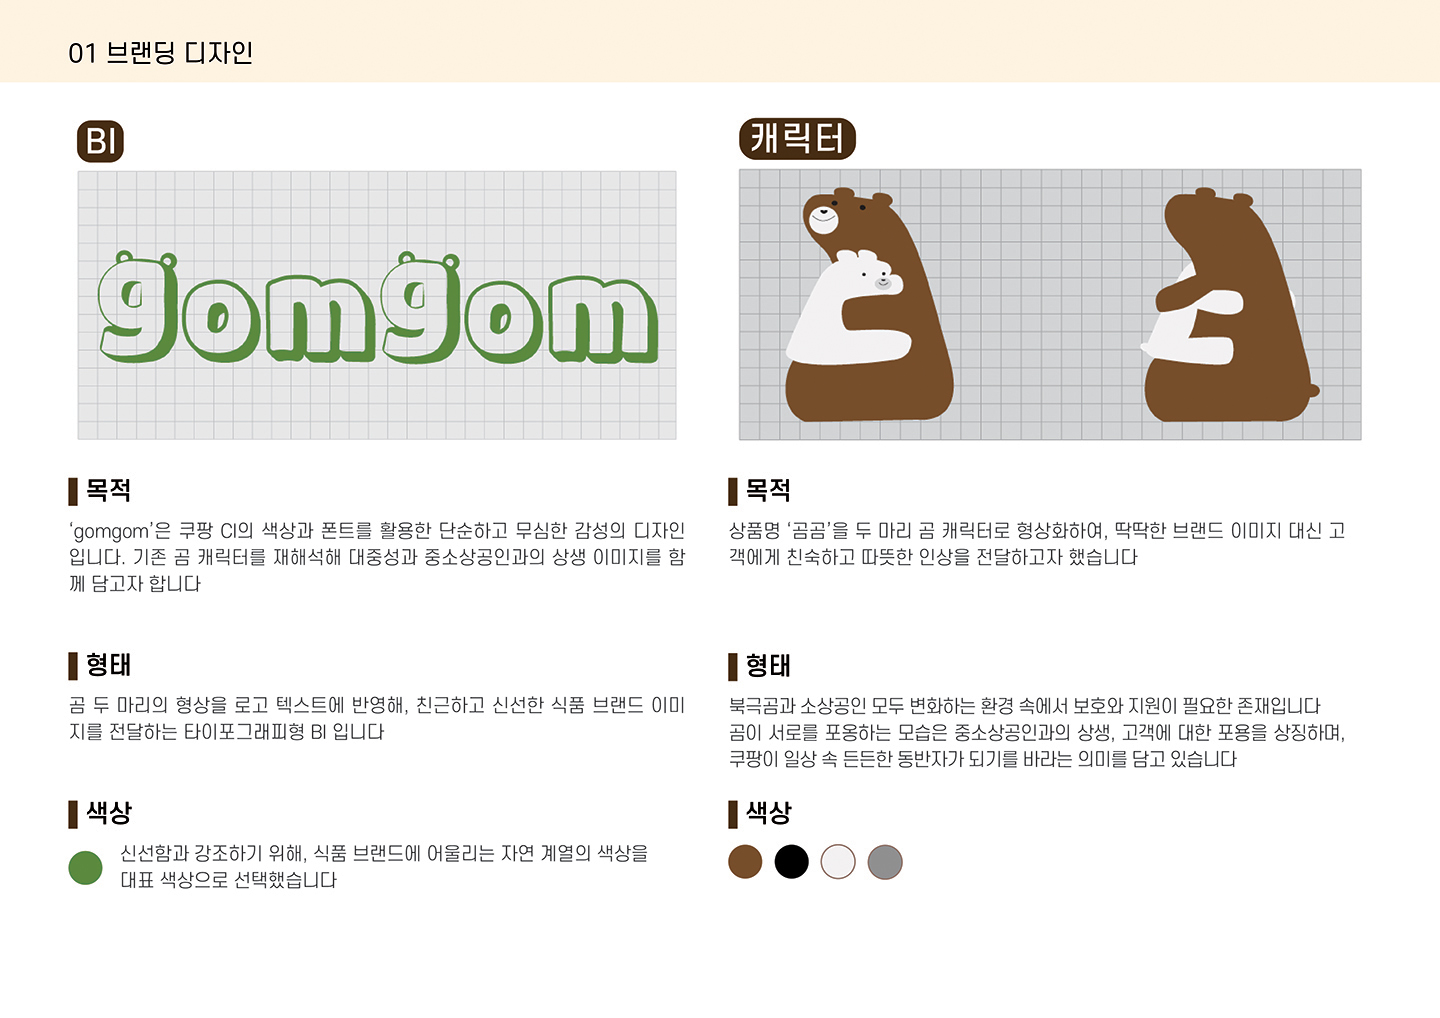 01 브랜딩 디자인
BI
gomgom
목적
‘gomgom’은 쿠팡 CI의 색상과 폰트를 활용한 단순하고 무심한 감성의 디자인
입니다. 기존 곰 캐릭터를 재해석해 대중성과 중소상공인과의 상생 이미지를 함
께 담고자 합니다
형태
곰 두 마리의 형상을 로고 텍스트에 반영해, 친근하고 신선한 식품 브랜드 이미
지를 전달하는 타이포그래피형 BI 입니다
색상
신선함과 강조하기 위해, 식품 브랜드에 어울리는 자연 계열의 색상을
대표 색상으로 선택했습니다
캐릭터
목적
상품명 ‘곰곰’을 두 마리 곰 캐릭터로 형상화하여, 딱딱한 브랜드 이미지 대신 고
객에게 친숙하고 따뜻한 인상을 전달하고자 했습니다
형태
북극곰과 소상공인 모두 변화하는 환경 속에서 보호와 지원이 필요한 존재입니다
곰이 서로를 포옹하는 모습은 중소상공인과의 상생, 고객에 대한 포용을 상징하며,
쿠팡이 일상 속 든든한 동반자가 되기를 바라는 의미를 담고 있습니다
색상